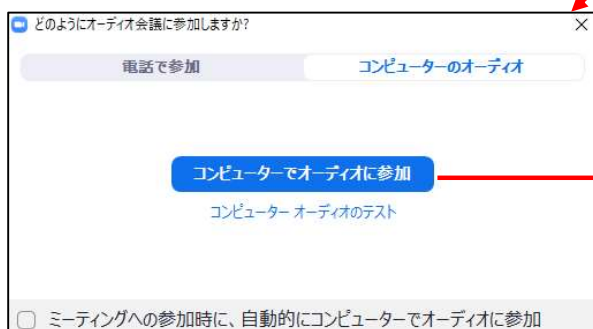 どのようにオーディオ会議に参加しますか?
電話で参加
コンピューターのオーディオ
コンピューターでオーディオに参加
コンピューター オーディオのテスト
ミーティングへの参加時に、自動的にコンピューターでオーディオに参加